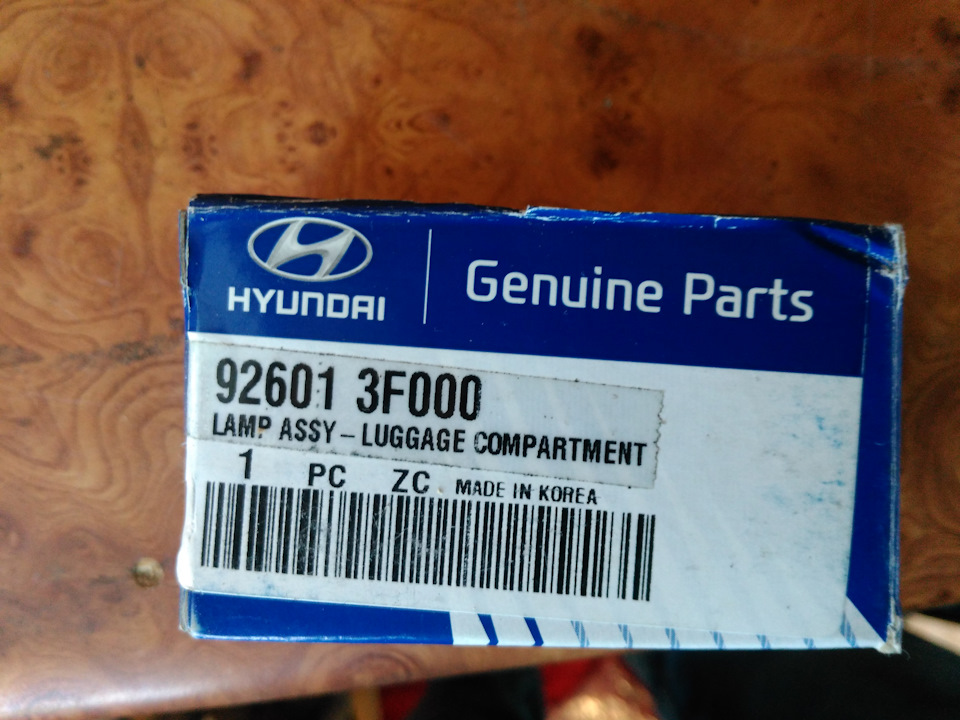 HYUNDAI
Genuine Parts
92601 3F000
LAMP ASSY – LUGGAGE COMPARTMENT
1 PC ZC MADE IN KOREA